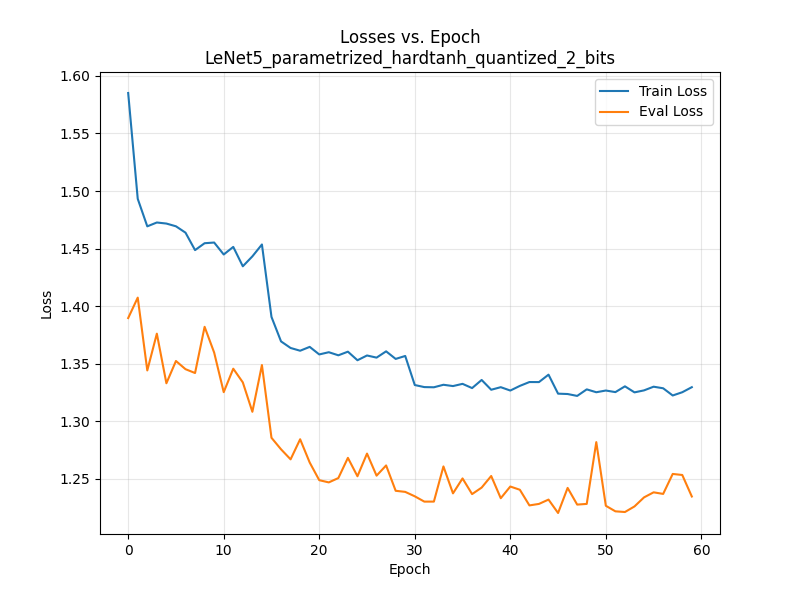 Losses vs. Epoch
LeNet5_parametrized_hardtanh_quantized_2_bits
Train Loss
Eval Loss
1.60
1.55
1.50
1.45
1.40
1.35
1.30
1.25
Loss
0
10
20
30
40
50
60
Epoch